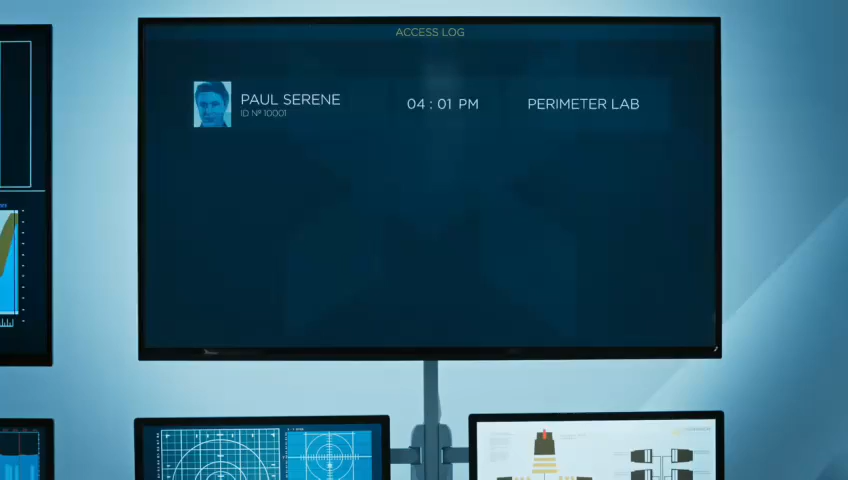 ACCESS LOG
PAUL SERENE
04 : 01 PM
PERIMETER LAB
ID Nº 10001